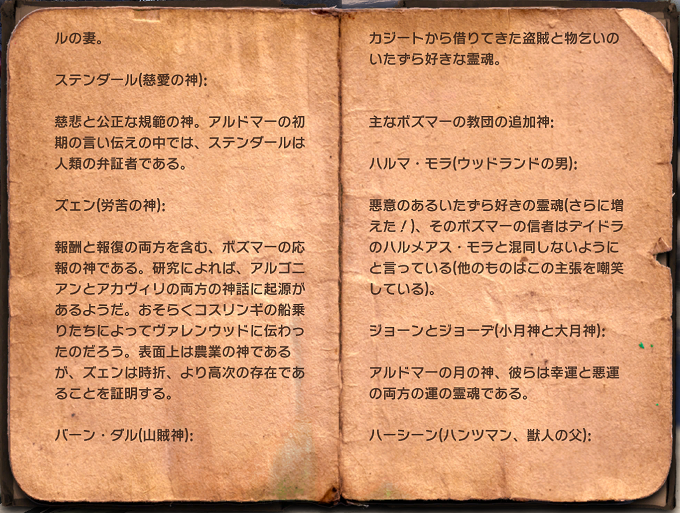 ルの妻。
ステンダール(慈愛の神):
慈悲と公正な規範の神。アルドマーの初
期の言い伝えの中では、ステンダールは
人類の弁証者である。
ズェン(労苦の神):
報酬と報復の両方を含む、ボズマーの応
報の神である。研究によれば、アルゴニ
アンとアカヴィリの両方の神話に起源が
あるようだ。おそらくコスリンギの船乗
りたちによってヴァレンウッドに伝わっ
たのだろう。表面上は農業の神である
が、ズェンは時折、より高次の存在であ
ることを証明する。
バーン・ダル(山賊神):
カジートから借りてきた盗賊と物乞いの
いたずら好きな霊魂。
主なボズマーの教団の追加神:
ハルマ・モラ(ウッドランドの男):
悪意のあるいたずら好きの霊魂(さらに増
えた！)、そのボズマーの信者はデイドラ
のハルメアス・モラと混同しないように
と言っている(他のものはこの主張を嘲笑
している)。
ジョーンとジョーデ(小月神と大月神):
アルドマーの月の神、彼らは幸運と悪運
の両方の運の霊魂である。
ハーシーン(ハンツマン、獣人の父):